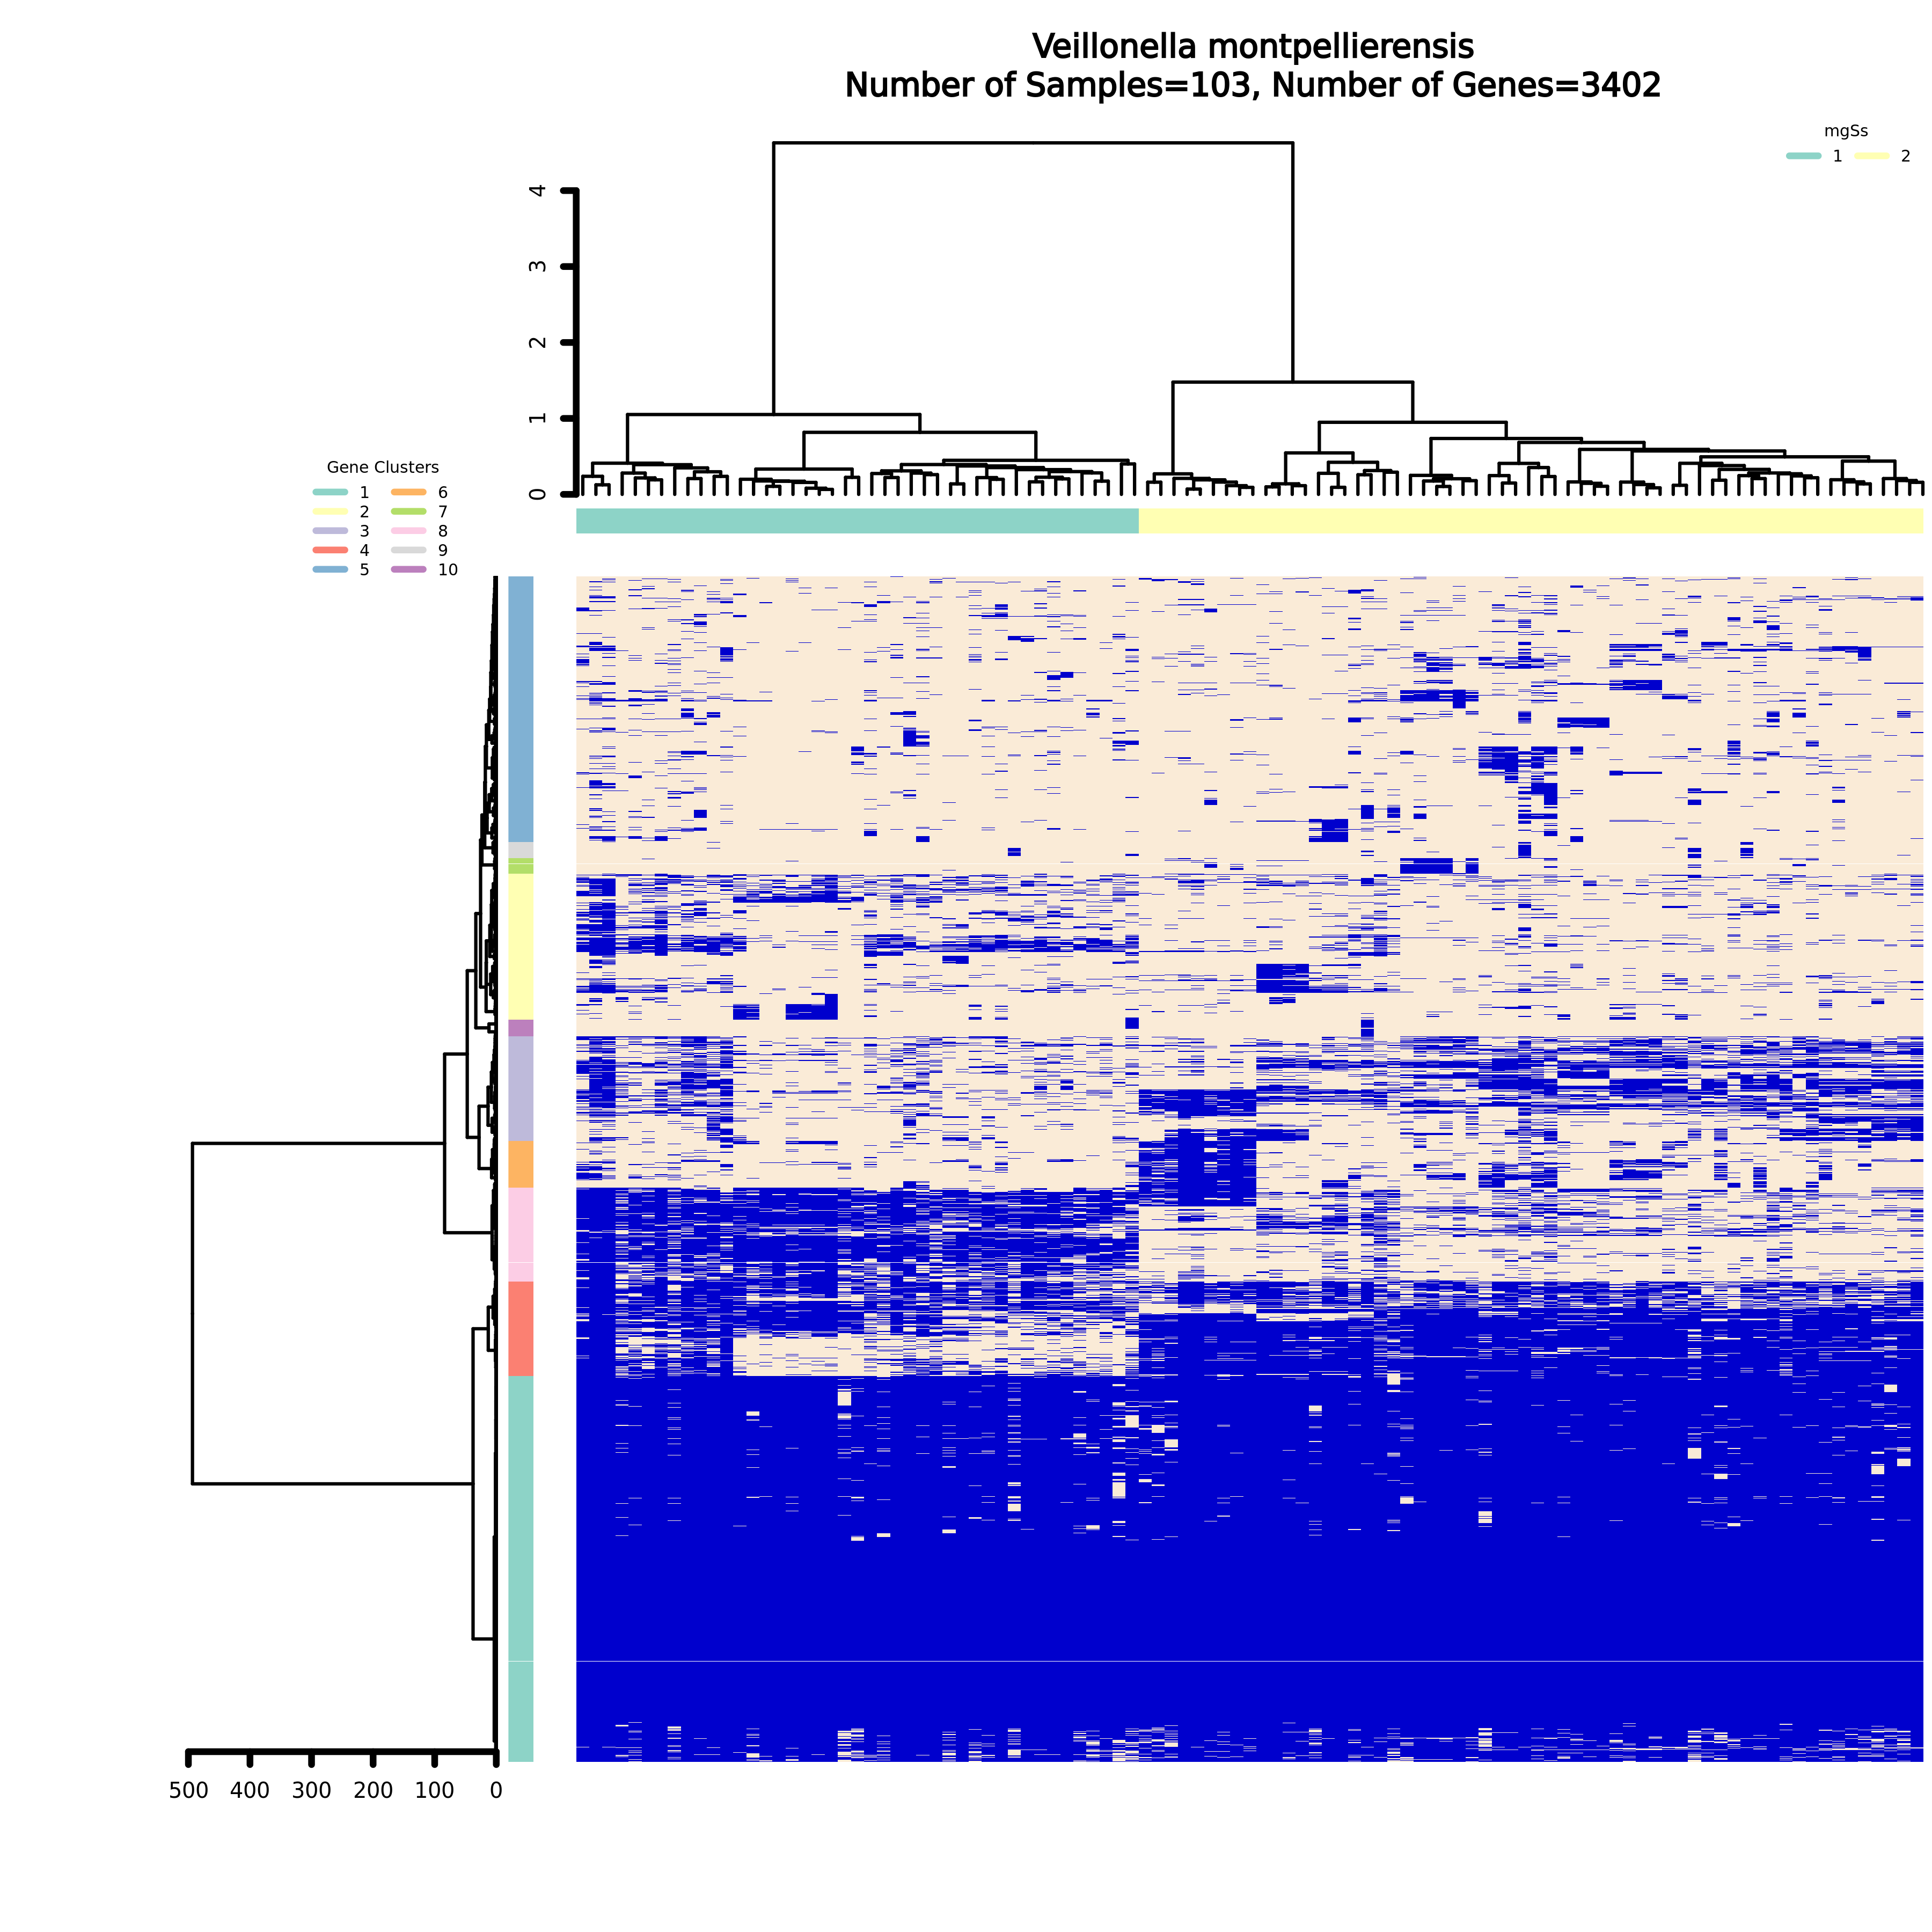 Veillonella montpellierensis
Number of Samples=103, Number of Genes=3402
mgSs
1 2
4
3
2
1
0
Gene Clusters
1 6
2 7
3 8
4 9
5 10
500 400 300 200 100 0